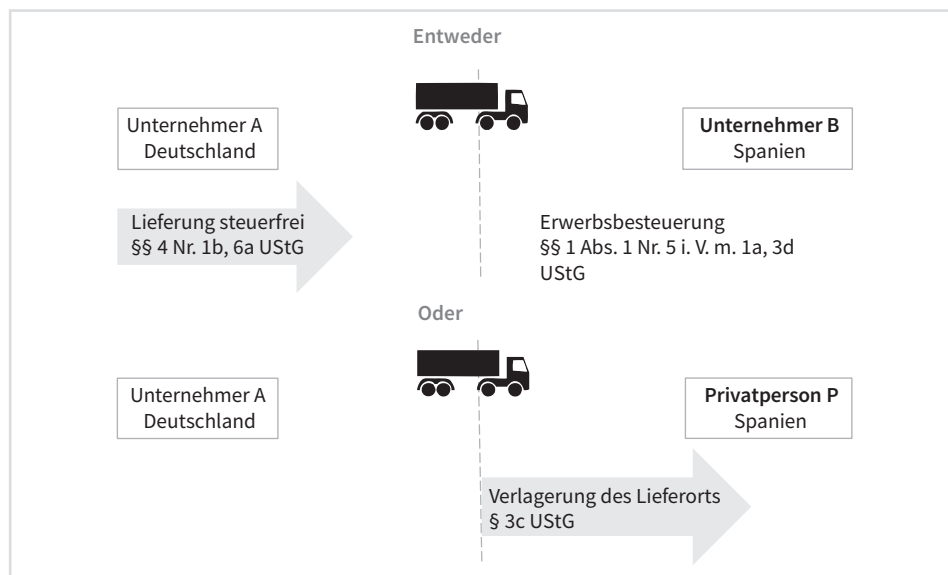 Entweder
Unternehmer A
Deutschland
Unternehmer B
Spanien
Lieferung steuerfrei
§§ 4 Nr. 1b, 6a UStG
Erwerbsbesteuerung
§§ 1 Abs. 1 Nr. 5 i. V. m. 1a, 3d
UStG
Oder
Unternehmer A
Deutschland
Privatperson P
Spanien
Verlagerung des Lieferorts
§ 3c UStG